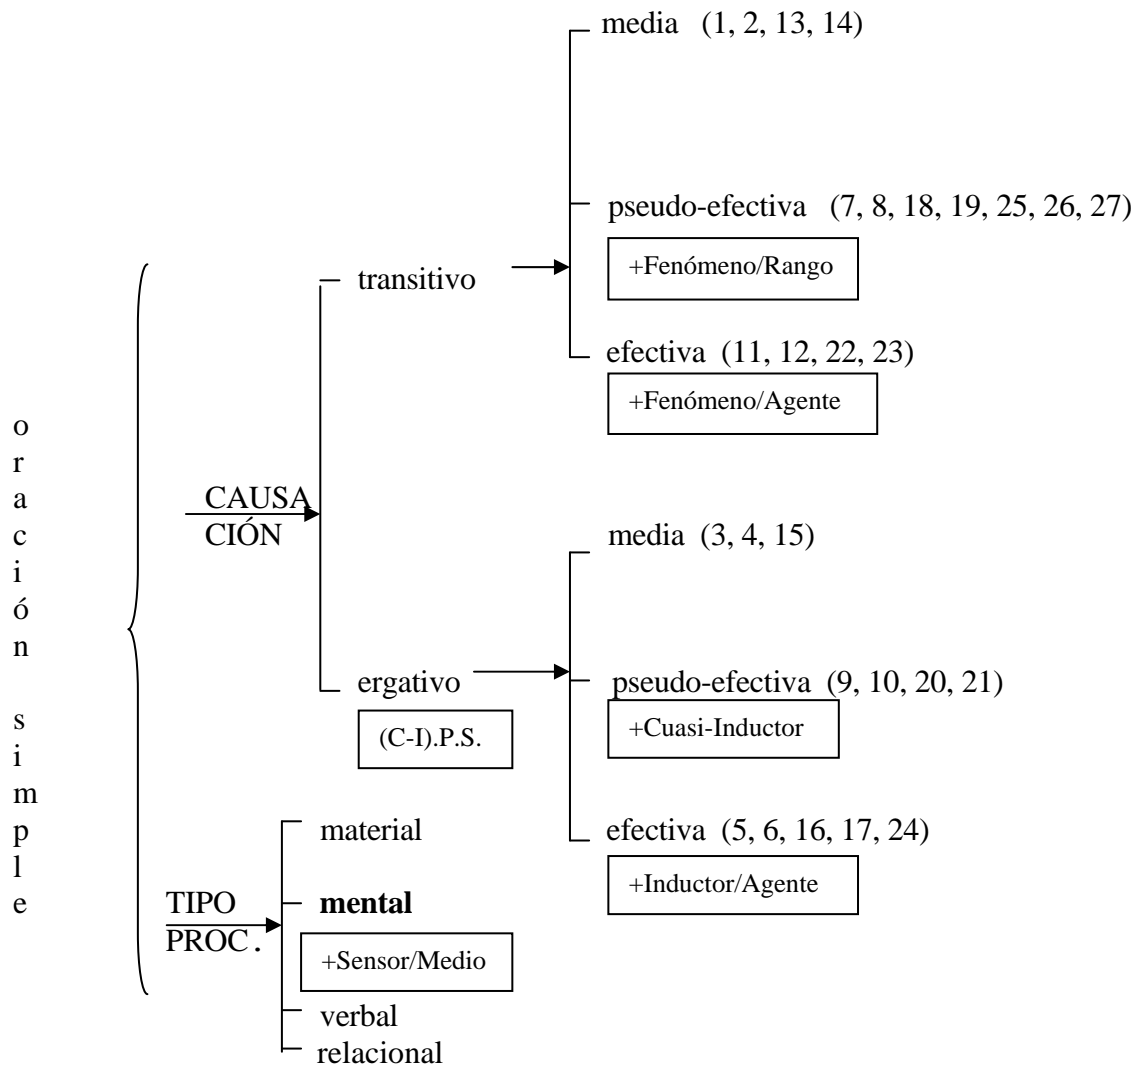 media (1, 2, 13, 14)
pseudo-efectiva (7, 8, 18, 19, 25, 26, 27)
+Fenómeno/Rango
transitivo
efectiva (11, 12, 22, 23)
+Fenómeno/Agente
oración simple
CAUSA
CIÓN
media (3, 4, 15)
ergativo
(C-I).P.S.
pseudo-efectiva (9, 10, 20, 21)
+Cuasi-Inductor
efectiva (5, 6, 16, 17, 24)
+Inductor/Agente
TIPO
PROC.
material
mental
+Sensor/Medio
verbal
relacional